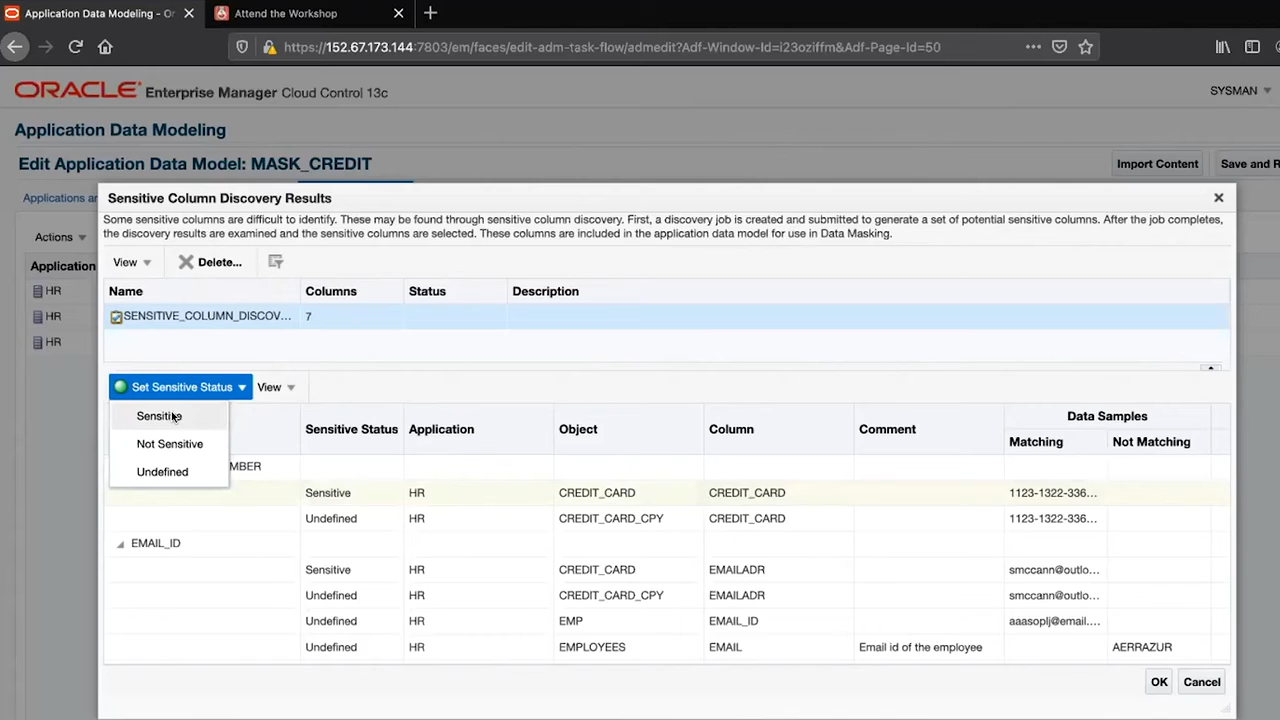 Application Data Modeling - Or
Attend the Workshop
https://152.67.173.144:7803/em/faces/edit-adm-task-flow/admedit?Adf-Window-Id=i23oziffm&Adf-Page-Id=50
ORACLE Enterprise Manager Cloud Control 13c
SYSMAN
Application Data Modeling
Edit Application Data Model: MASK_CREDIT
Import Content
Save and R
Applications an
Actions
Application
HR
HR
HR
Sensitive Column Discovery Results
Some sensitive columns are difficult to identify. These may be found through sensitive column discovery. First, a discovery job is created and submitted to generate a set of potential sensitive columns. After the job completes,
the discovery results are examined and the sensitive columns are selected. These columns are included in the application data model for use in Data Masking.
View Delete...
Name Columns Status Description
SENSITIVE_COLUMN_DISCOV... 7
Set Sensitive Status View
Sensitive
Not Sensitive
Undefined
Sensitive Status Application Object Column Comment Data Samples
Matching Not Matching
MBER
Sensitive HR CREDIT_CARD CREDIT_CARD 1123-1322-336...
Undefined HR CREDIT_CARD_CPY CREDIT_CARD 1123-1322-336...
EMAIL_ID
Sensitive HR CREDIT_CARD EMAILADR smccann@outlo...
Undefined HR CREDIT_CARD_CPY EMAILADR smccann@outlo...
Undefined HR EMP EMAIL_ID aaasoplj@email....
Undefined HR EMPLOYEES EMAIL Email id of the employee AERRAZUR
OK Cancel